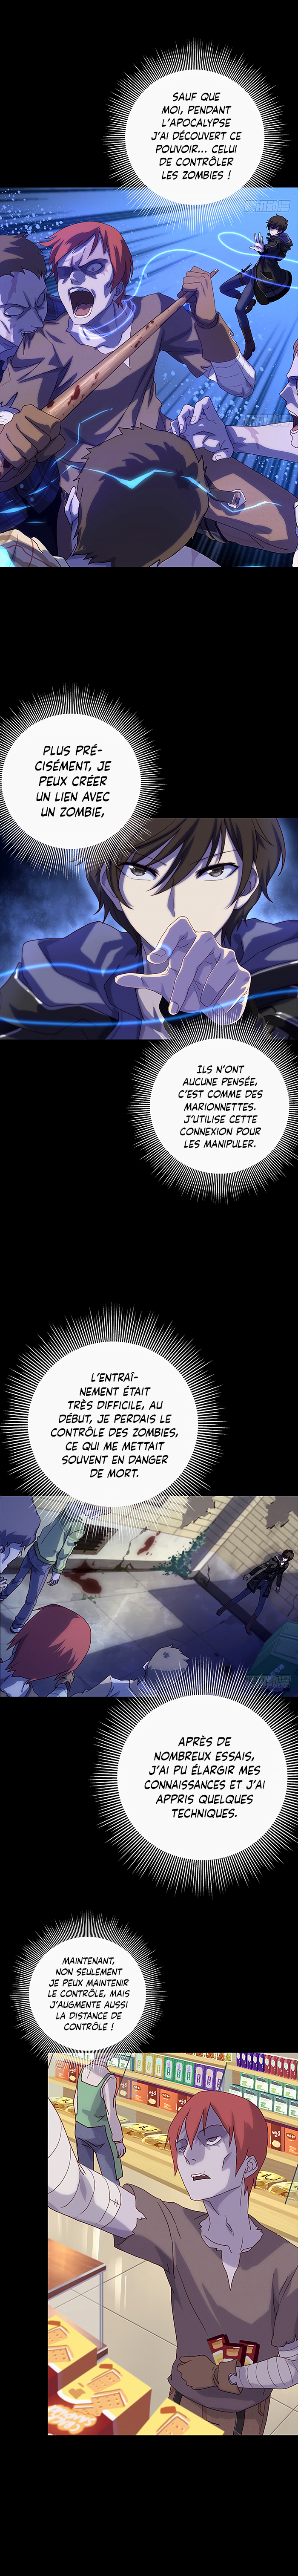 SAUF QUE
MOI, PENDANT
L'APOCALYPSE
J'AI DÉCOUVERT CE
POUVOIR... CELUI
DE CONTRÔLER
LES ZOMBIES !
PLUS PRÉ-
CISÉMENT, JE
PEUX CRÉER
UN LIEN AVEC
UN ZOMBIE,
ILS N'ONT
AUCUNE PENSÉE,
C'EST COMME DES
MARIONNETTES.
J'UTILISE CETTE
CONNEXION POUR
LES MANIPULER.
L'ENTRAÎ-
NEMENT ÉTAIT
TRÈS DIFFICILE, AU
DÉBUT, JE PERDAIS LE
CONTRÔLE DES ZOMBIES,
CE QUI ME METTAIT
SOUVENT EN DANGER
DE MORT.
APRÈS DE
NOMBREUX ESSAIS,
J'AI PU ÉLARGIR MES
CONNAISSANCES ET J'AI
APPRIS QUELQUES
TECHNIQUES.
MAINTENANT,
NON SEULEMENT
JE PEUX MAINTENIR
LE CONTRÔLE, MAIS
J'AUGMENTE AUSSI
LA DISTANCE DE
CONTRÔLE !